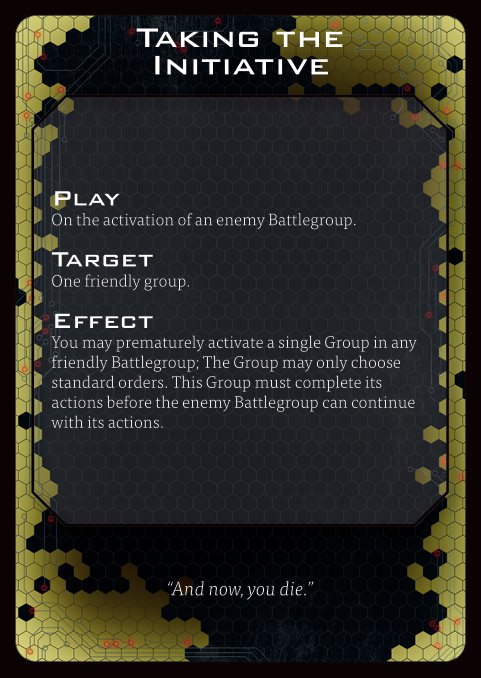 Taking the
Initiative
Play
On the activation of an enemy Battlegroup.
Target
One friendly group.
Effect
You may prematurely activate a single Group in any
friendly Battlegroup; The Group may only choose
standard orders. This Group must complete its
actions before the enemy Battlegroup can continue
with its actions.
“And now, you die.”